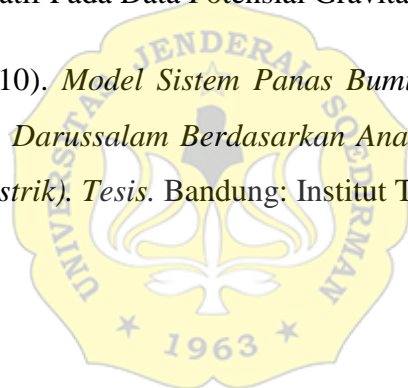 Pada Data Potensial Gravita
10). Model Sistem Panas Bumi
Darussalam Berdasarkan Ana
strik). Tesis. Bandung: Institut T
UNIVERSITAS JENDERAL SOEDIRMAN
1963